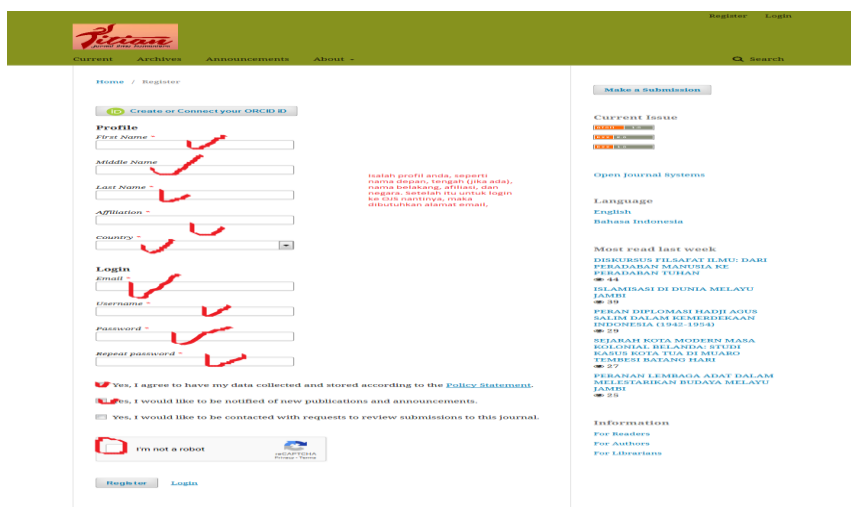 Register Login
Titian
Jurnal Ilmu Humaniora
Current Archives Announcements About
Search
Home / Register
iD Create or Connect your ORCID iD
Profile
First Name *
Middle Name
Last Name *
Affiliation *
Country *
Isalah profil anda, seperti
nama depan, tengah (jika ada),
nama belakang, afiliasi, dan
negara. Setelah itu untuk login
ke OJS nantinya, maka
dibutuhkan alamat email,
Login
Email *
Username *
Password *
Repeat password *
Yes, I agree to have my data collected and stored according to the Policy Statement.
Yes, I would like to be notified of new publications and announcements.
Yes, I would like to be contacted with requests to review submissions to this journal.
I'm not a robot
reCAPTCHA
Privacy - Terms
Register Login
Make a Submission
Current Issue
Open Journal Systems
Language
English
Bahasa Indonesia
Most read last week
DISKURSUS FILSAFAT ILMU: DARI
PERADABAN MANUSIA KE
PERADABAN TUHAN
44
ISLAMISASI DI DUNIA MELAYU
JAMBI
39
PERAN DIPLOMASI HADJI AGUS
SALIM DALAM KEMERDEKAAN
INDONESIA (1942-1954)
29
SEJARAH KOTA MODERN MASA
KOLONIAL BELANDA: STUDI
KASUS KOTA TUA DI MUARO
TEMBESI BATANG HARI
27
PERANAN LEMBAGA ADAT DALAM
MELESTARIKAN BUDAYA MELAYU
JAMBI
25
Information
For Readers
For Authors
For Librarians